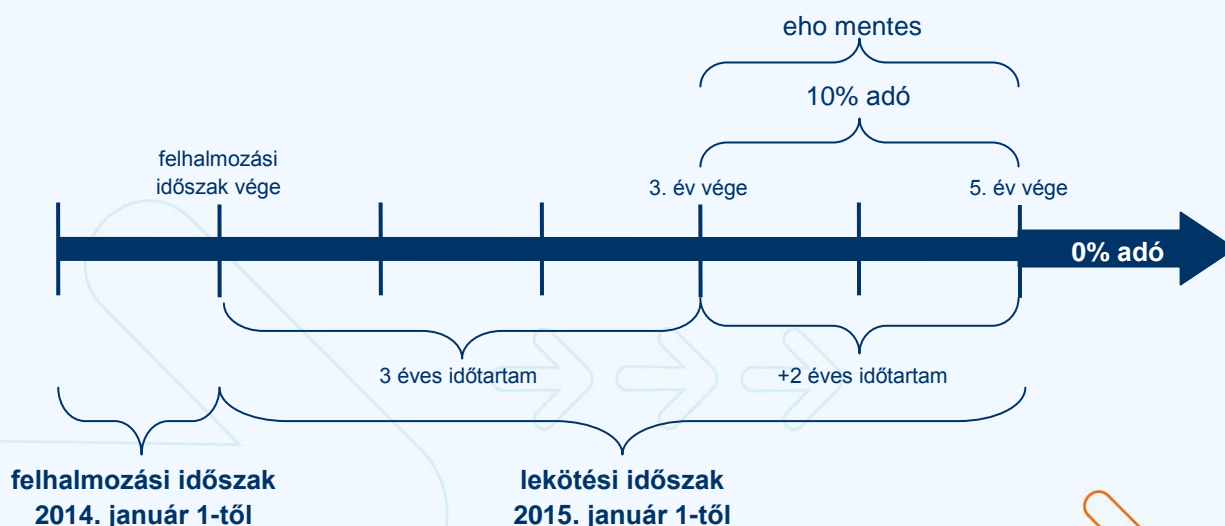 eho mentes
10% adó
felhalmozási
időszak vége
3. év vége
5. év vége
0% adó
3 éves időtartam
+2 éves időtartam
felhalmozási időszak
2014. január 1-től
lekötési időszak
2015. január 1-től